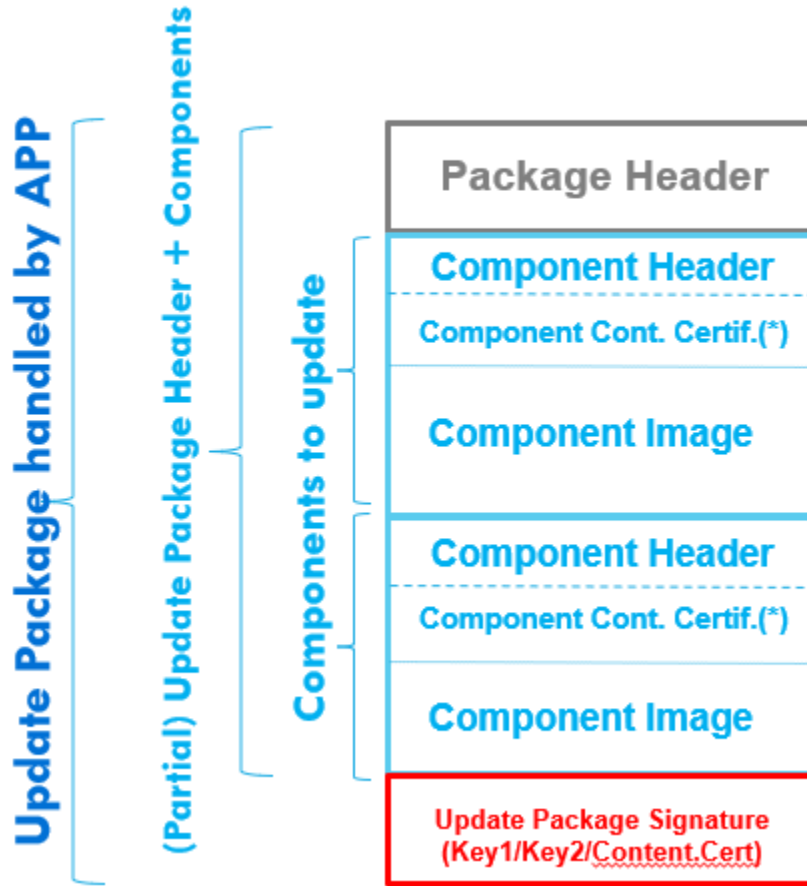 Update Package handled by APP
(Partial) Update Package Header + Components
Components to update
Package Header
Component Header
Component Cont. Certif.(*)
Component Image
Component Header
Component Cont. Certif.(*)
Component Image
Update Package Signature
(Key1/Key2/Content.Cert)